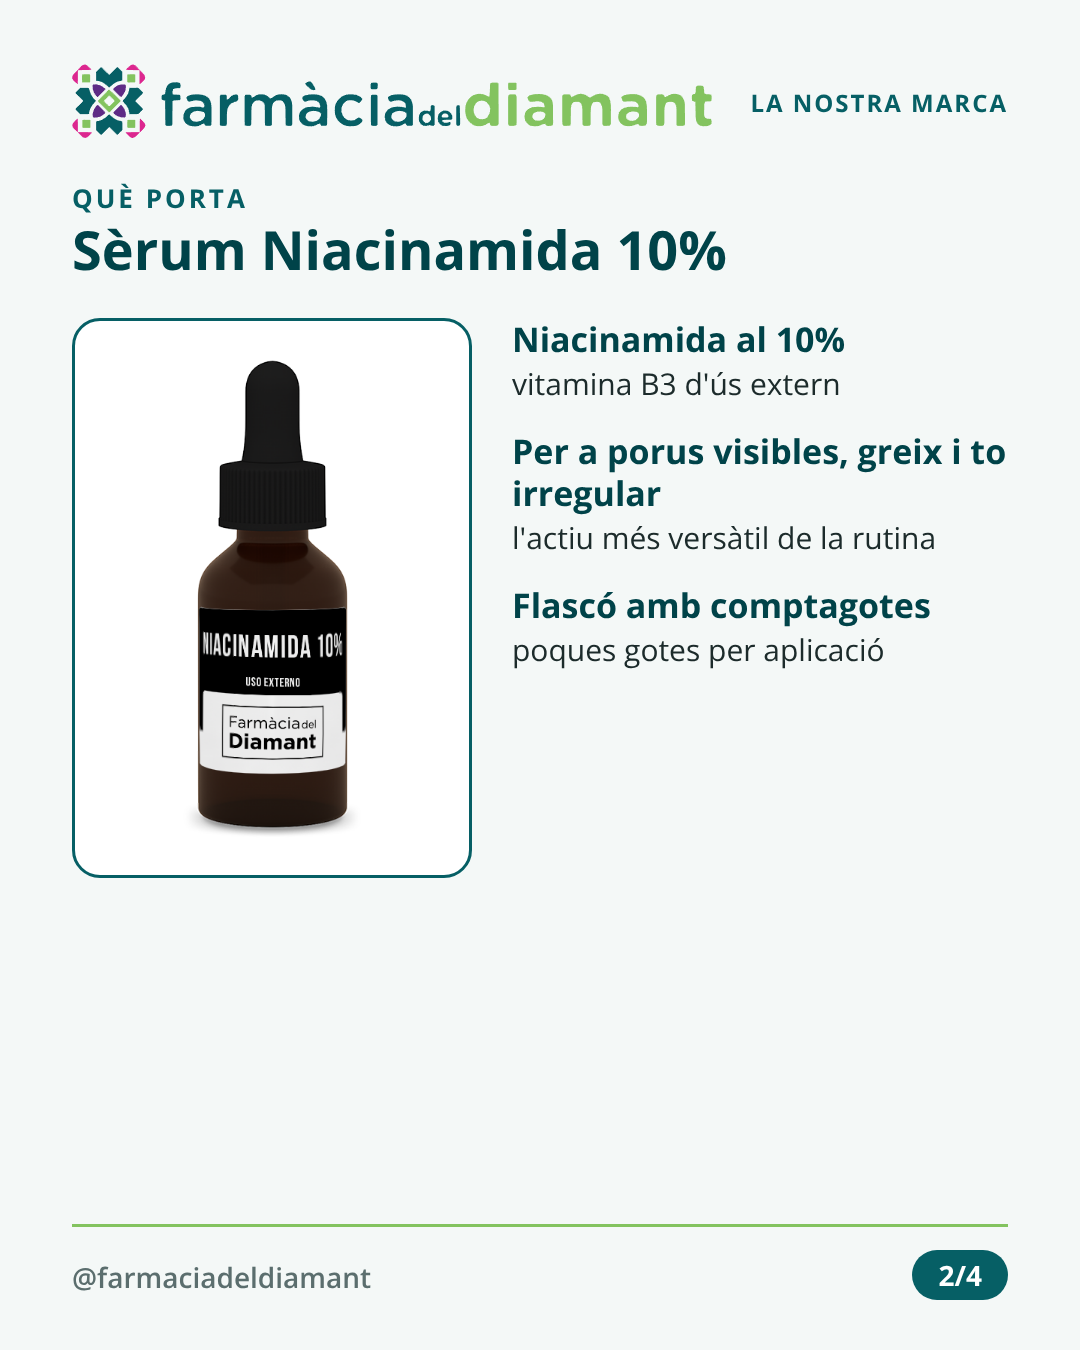 farmàciadeldiamant
LA NOSTRA MARCA
QUÈ PORTA
Sèrum Niacinamida 10%
NIACINAMIDA 10%
USO EXTERNO
Farmàciadel
Diamant
Niacinamida al 10%
vitamina B3 d'ús extern
Per a porus visibles, greix i to
irregular
l'actiu més versàtil de la rutina
Flascó amb comptagotes
poques gotes per aplicació
@farmaciadeldiamant
2/4